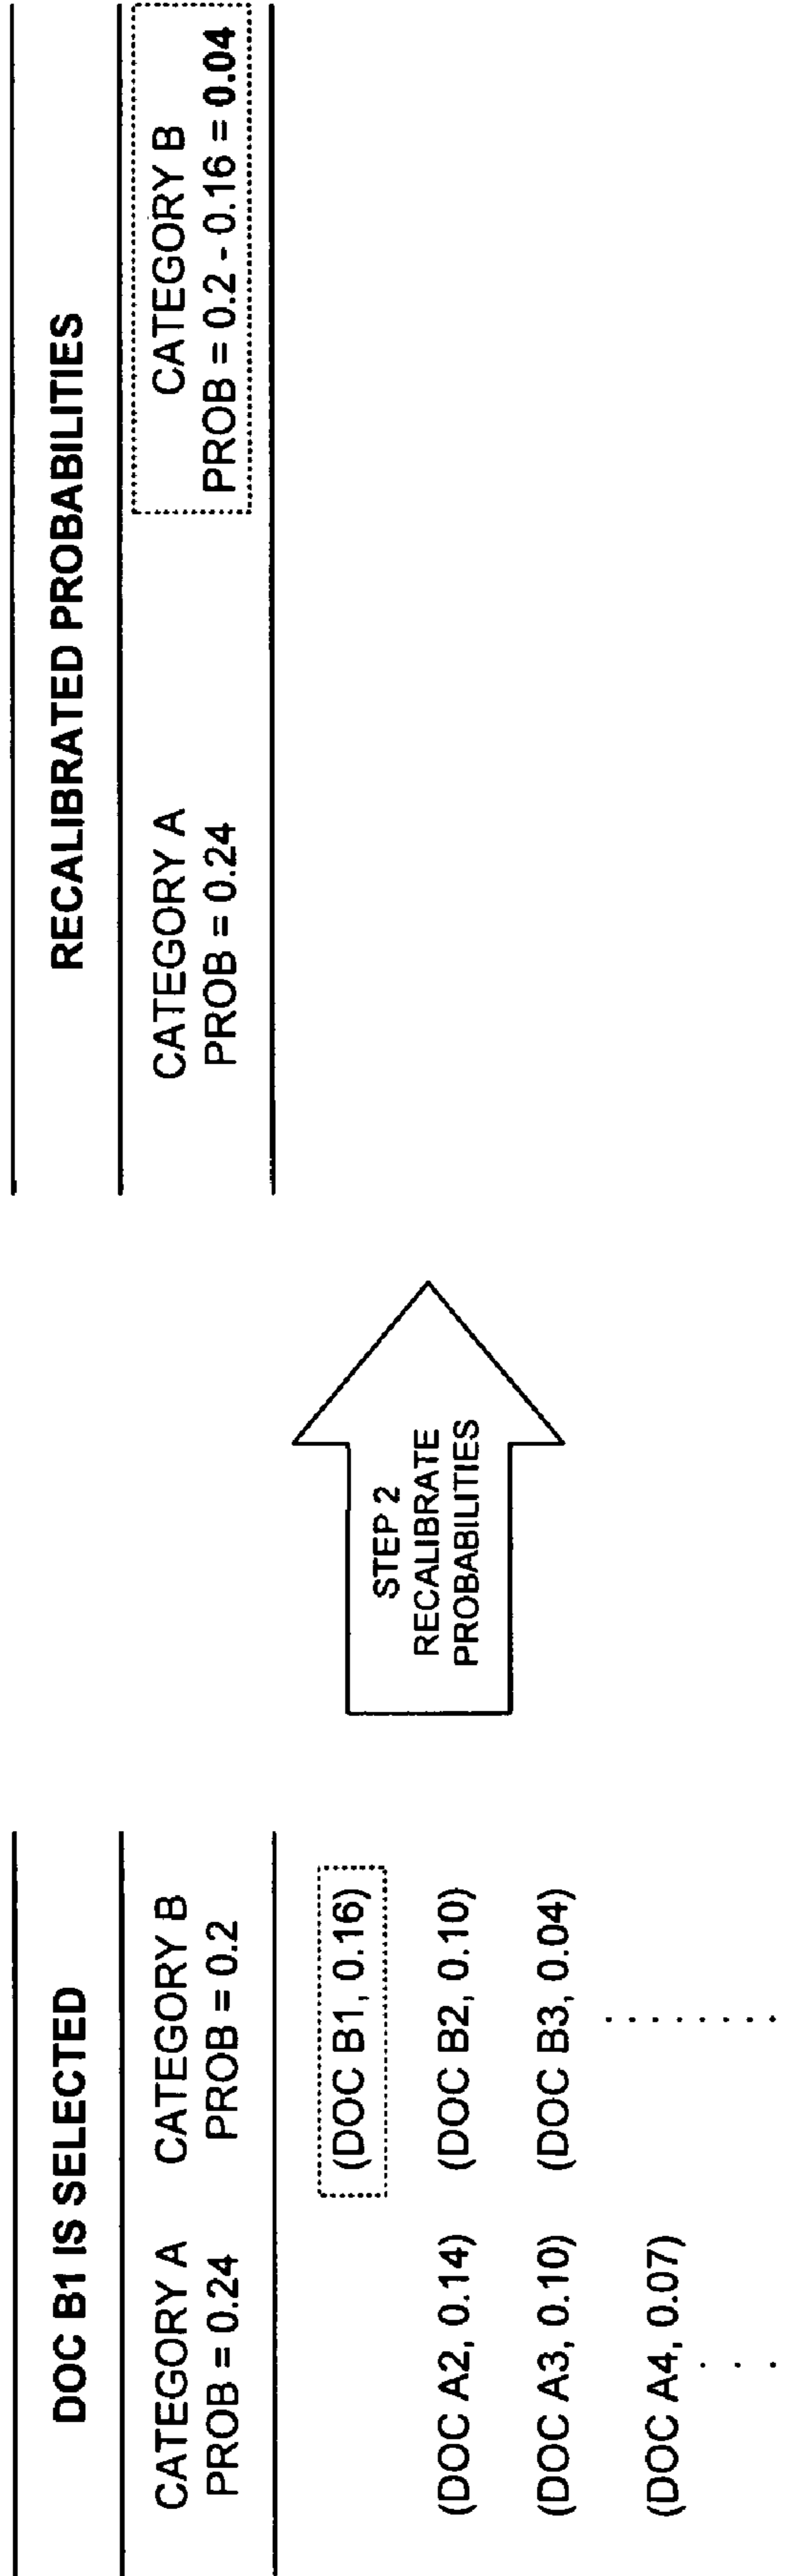 DOC B1 IS SELECTED
CATEGORY A CATEGORY B
PROB = 0.24 PROB = 0.2
(DOC B1, 0.16)
(DOC A2, 0.14) (DOC B2, 0.10)
(DOC A3, 0.10) (DOC B3, 0.04)
(DOC A4, 0.07)
STEP 2
RECALIBRATE
PROBABILITIES
RECALIBRATED PROBABILITIES
CATEGORY A CATEGORY B
PROB = 0.24 PROB = 0.2 - 0.16 = 0.04